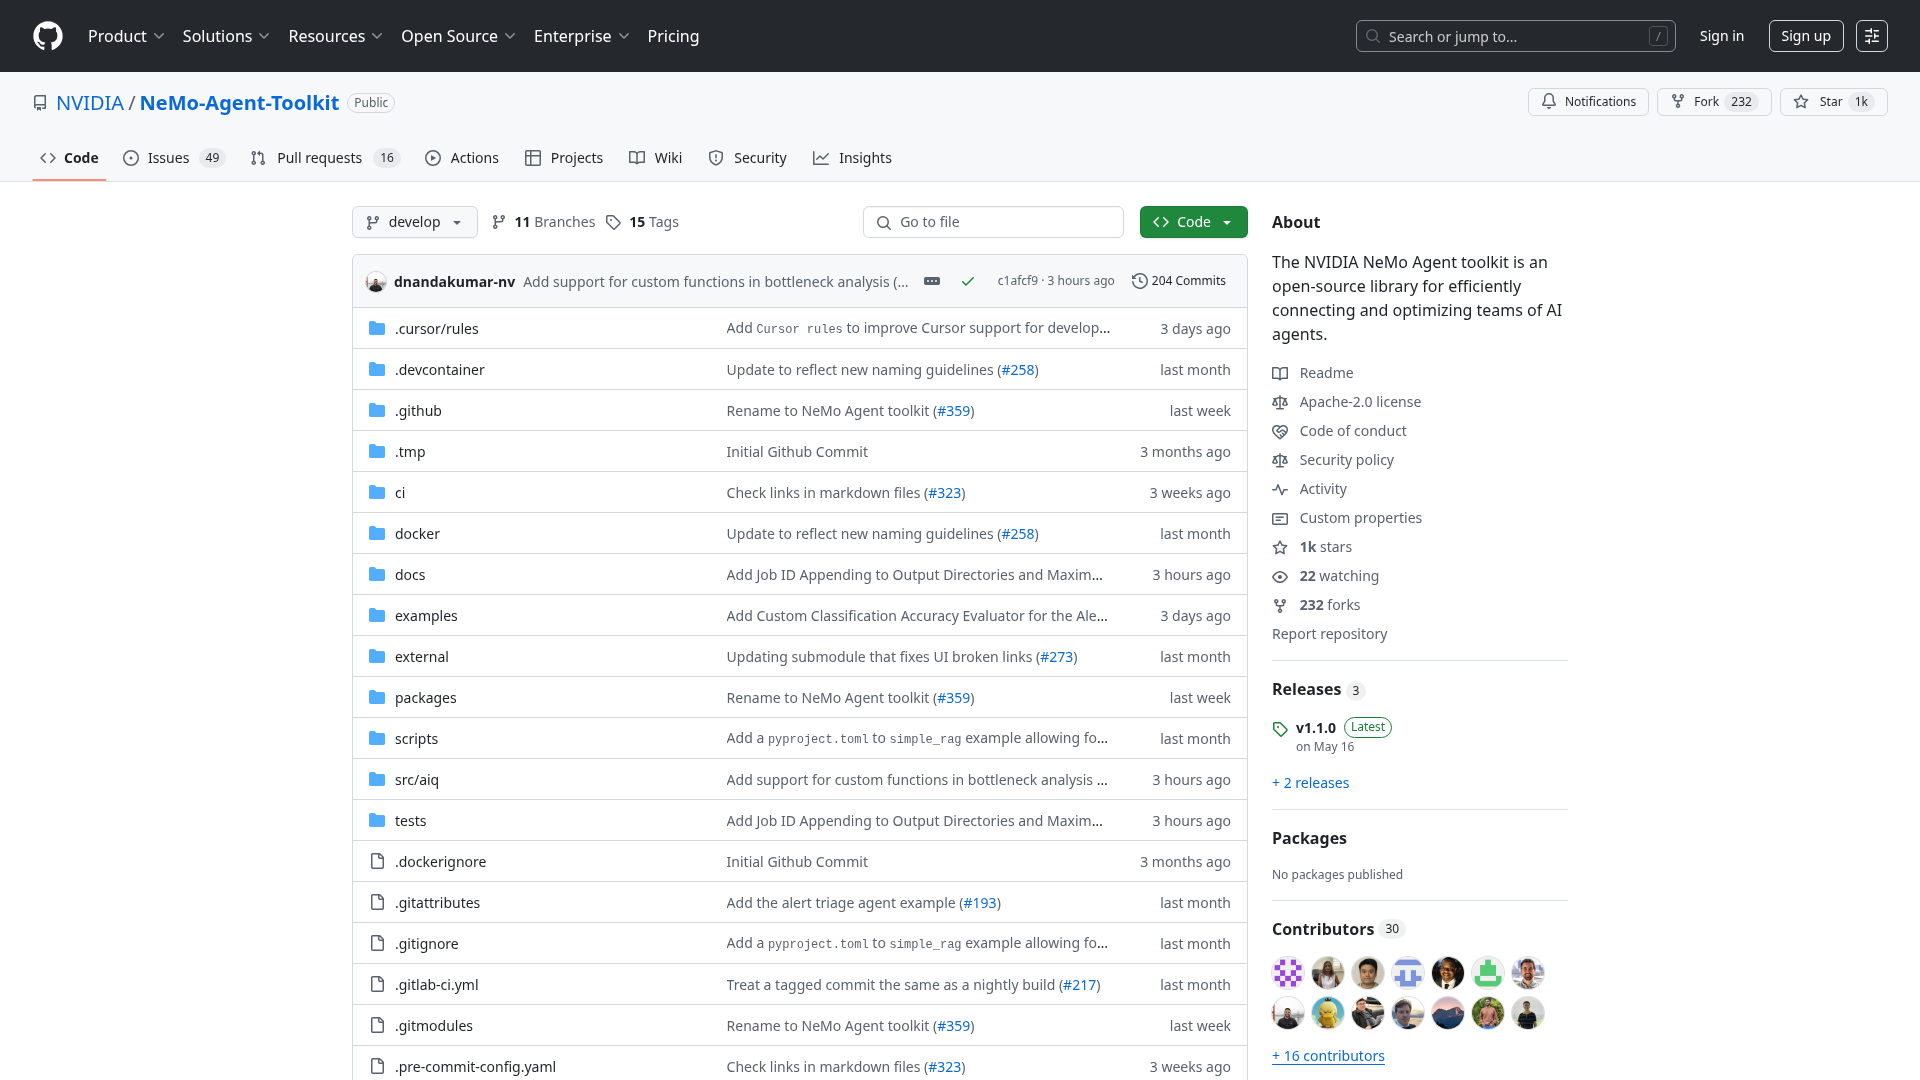 Product
Solutions
Resources
Open Source
Enterprise
Pricing
Search or jump to...
/
Sign in
Sign up
NVIDIA / NeMo-Agent-Toolkit Public
Notifications
Fork 232
Star 1k
Code
Issues 49
Pull requests 16
Actions
Projects
Wiki
Security
Insights
develop
11 Branches
15 Tags
Go to file
Code
dnandakumar-nv Add support for custom functions in bottleneck analysis (... c1afcf9 · 3 hours ago 204 Commits
.cursor/rules Add Cursor rules to improve Cursor support for develop... 3 days ago
.devcontainer Update to reflect new naming guidelines (#258) last month
.github Rename to NeMo Agent toolkit (#359) last week
.tmp Initial Github Commit 3 months ago
ci Check links in markdown files (#323) 3 weeks ago
docker Update to reflect new naming guidelines (#258) last month
docs Add Job ID Appending to Output Directories and Maxim... 3 hours ago
examples Add Custom Classification Accuracy Evaluator for the Ale... 3 days ago
external Updating submodule that fixes UI broken links (#273) last month
packages Rename to NeMo Agent toolkit (#359) last week
scripts Add a pyproject.toml to simple_rag example allowing fo... last month
src/aiq Add support for custom functions in bottleneck analysis ... 3 hours ago
tests Add Job ID Appending to Output Directories and Maxim... 3 hours ago
.dockerignore Initial Github Commit 3 months ago
.gitattributes Add the alert triage agent example (#193) last month
.gitignore Add a pyproject.toml to simple_rag example allowing fo... last month
.gitlab-ci.yml Treat a tagged commit the same as a nightly build (#217) last month
.gitmodules Rename to NeMo Agent toolkit (#359) last week
.pre-commit-config.yaml Check links in markdown files (#323) 3 weeks ago
About
The NVIDIA NeMo Agent toolkit is an
open-source library for efficiently
connecting and optimizing teams of AI
agents.
Readme
Apache-2.0 license
Code of conduct
Security policy
Activity
Custom properties
1k stars
22 watching
232 forks
Report repository
Releases 3
v1.1.0 Latest
on May 16
+ 2 releases
Packages
No packages published
Contributors 30
+ 16 contributors